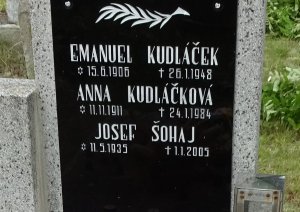 EMANUEL KUDLÁČEK
✩ 15.6.1906 ✝ 26.1.1948
ANNA KUDLÁČKOVÁ
✩ 11.11.1911 ✝ 24.1.1984
JOSEF ŠOHAJ
✩ 11.5.1935 ✝ 1.1.2005